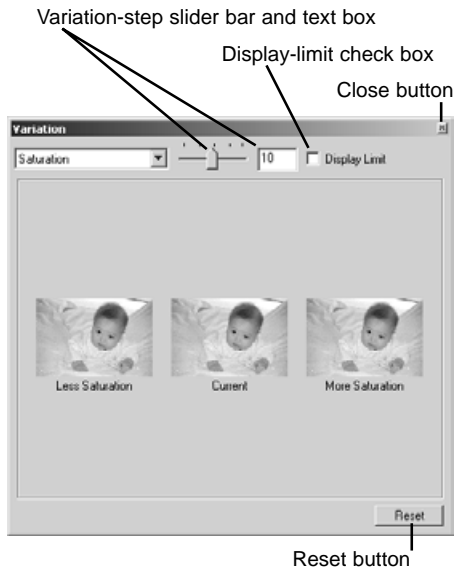 Variation-step slider bar and text box
Display-limit check box
Close button
Variation
Saturation
10
Display Limit
Less Saturation
Current
More Saturation
Reset
Reset button